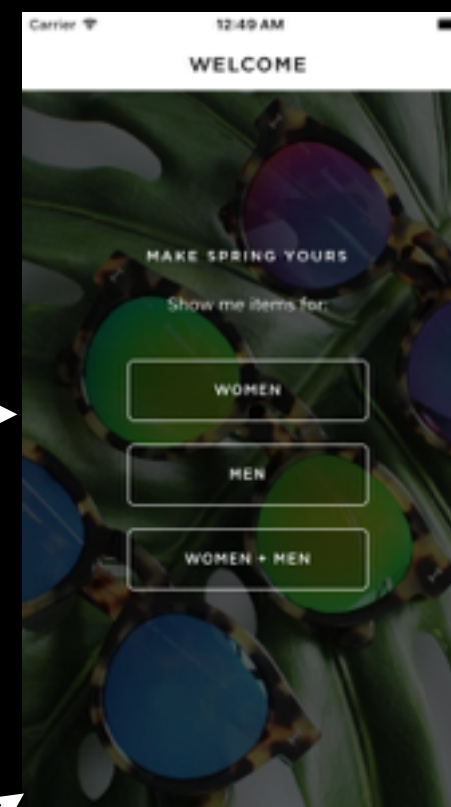 Carrier 12:49 AM
WELCOME
MAKE SPRING YOURS
Show me items for:
WOMEN
MEN
WOMEN + MEN